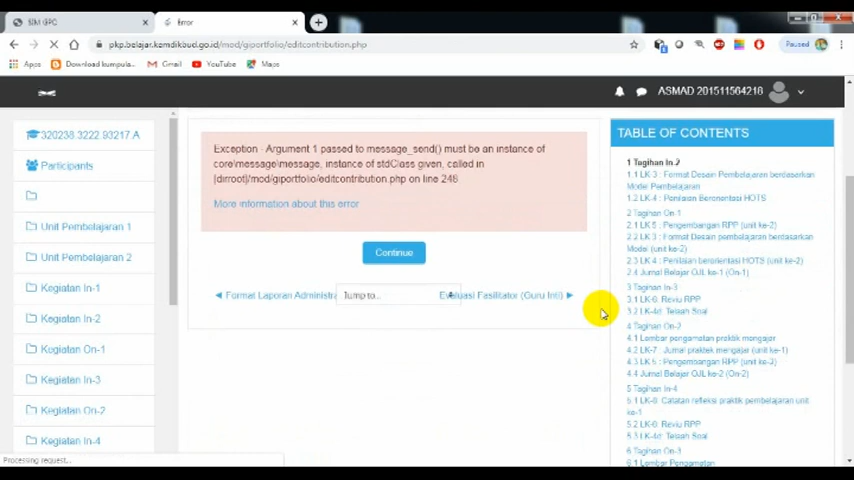 SIM GPO
Error
pkp.belajar.kemdikbud.go.id/mod/giportfolio/editcontribution.php
Paused
Apps
Download kumpula...
Gmail
YouTube
Maps
ASMAD 201511564218
320238.3222.93217.A
Participants
Unit Pembelajaran 1
Unit Pembelajaran 2
Kegiatan In-1
Kegiatan In-2
Kegiatan On-1
Kegiatan In-3
Kegiatan On-2
Kegiatan In-4
Processing request...
Exception - Argument 1 passed to message_send() must be an instance of
core\message\message, instance of stdClass given, called in
[dirroot]/mod/giportfolio/editcontribution.php on line 248
More information about this error
Continue
◄ Format Laporan Administra
Jump to...
Evaluasi Fasilitator (Guru Inti) ►
TABLE OF CONTENTS
1 Tagihan In-2
1.1 LK-3 : Format Desain Pembelajaran berdasarkan
Model Pembelajaran
1.2 LK-4 : Penilaian Berorientasi HOTS
2 Tagihan On-1
2.1 LK 5 : Pengembangan RPP (unit ke-2)
2.2 LK 3 : Format Desain pembelajaran berdasarkan
Model (unit ke-2)
2.3 LK 4 : Penilaian berorientasi HOTS (unit ke-2)
2.4 Jurnal Belajar OJL ke-1 (On-1)
3 Tagihan In-3
3.1 LK-6: Reviu RPP
3.2 LK-4d: Telaah Soal
4 Tagihan On-2
4.1 Lembar pengamatan praktik mengajar
4.2 LK-7 : Jurnal praktek mengajar (unit ke-1)
4.3 LK 5 : Pengembangan RPP (unit ke-2)
4.4 Jurnal Belajar OJL ke-2 (On-2)
5 Tagihan In-4
5.1 LK-8: Catatan refleksi praktik pembelajaran unit
ke-1
5.2 LK-6: Reviu RPP
5.3 LK-4d: Telaah Soal
6 Tagihan On-3
6.1 Lembar Pengamatan